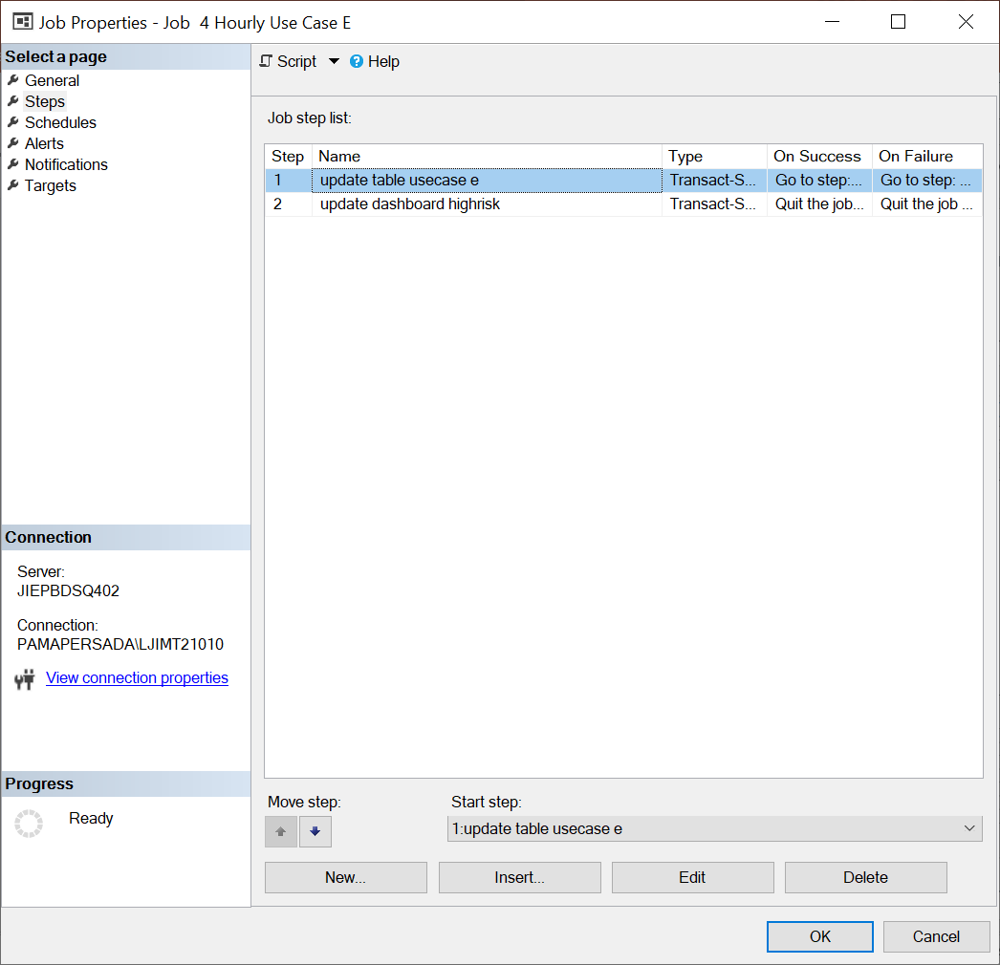 Job Properties - Job  4 Hourly Use Case E
Select a page
General
Steps
Schedules
Alerts
Notifications
Targets
Script
Help
Job step list:
Step Name Type On Success On Failure
1 update table usecase e Transact-S... Go to step:... Go to step: ...
2 update dashboard highrisk Transact-S... Quit the job... Quit the job ...
Connection
Server:
JIEPBDSQ402
Connection:
PAMAPERSADA\LJIMT21010
View connection properties
Progress
Ready
Move step:
Start step:
1:update table usecase e
New... Insert... Edit Delete
OK Cancel